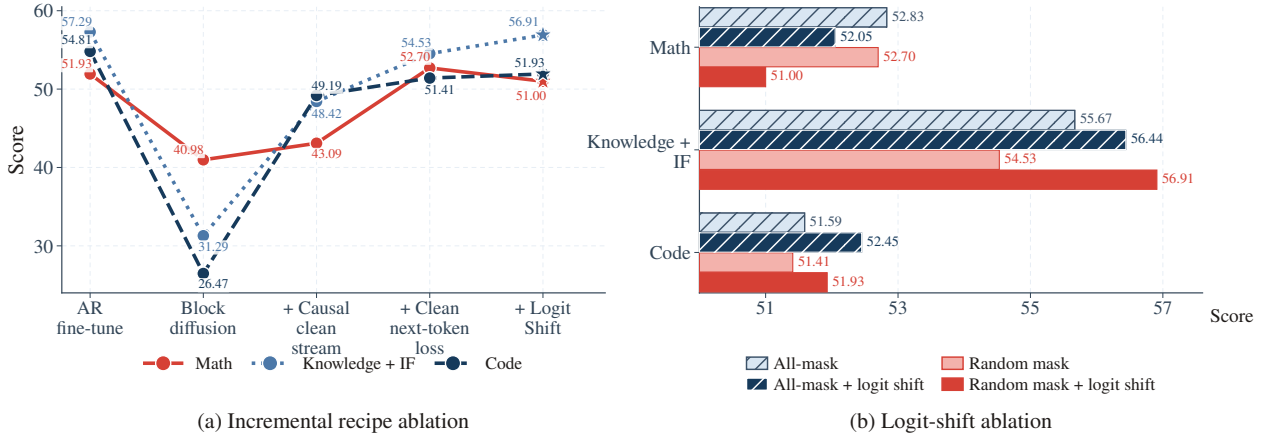 60
50
40
30
Score
57.29
54.81
51.93
40.98
31.29
26.47
49.19
48.42
43.09
54.53
52.70
51.41
56.91
51.93
51.00
AR
fine-tune
Block
diffusion
+ Causal
clean
stream
+ Clean
next-token
loss
+ Logit
Shift
Math
Knowledge + IF
Code
(a) Incremental recipe ablation
Math
52.83
52.05
52.70
51.00
Knowledge +
IF
55.67
56.44
54.53
56.91
Code
51.59
52.45
51.41
51.93
51
53
55
57
Score
All-mask
Random mask
All-mask + logit shift
Random mask + logit shift
(b) Logit-shift ablation